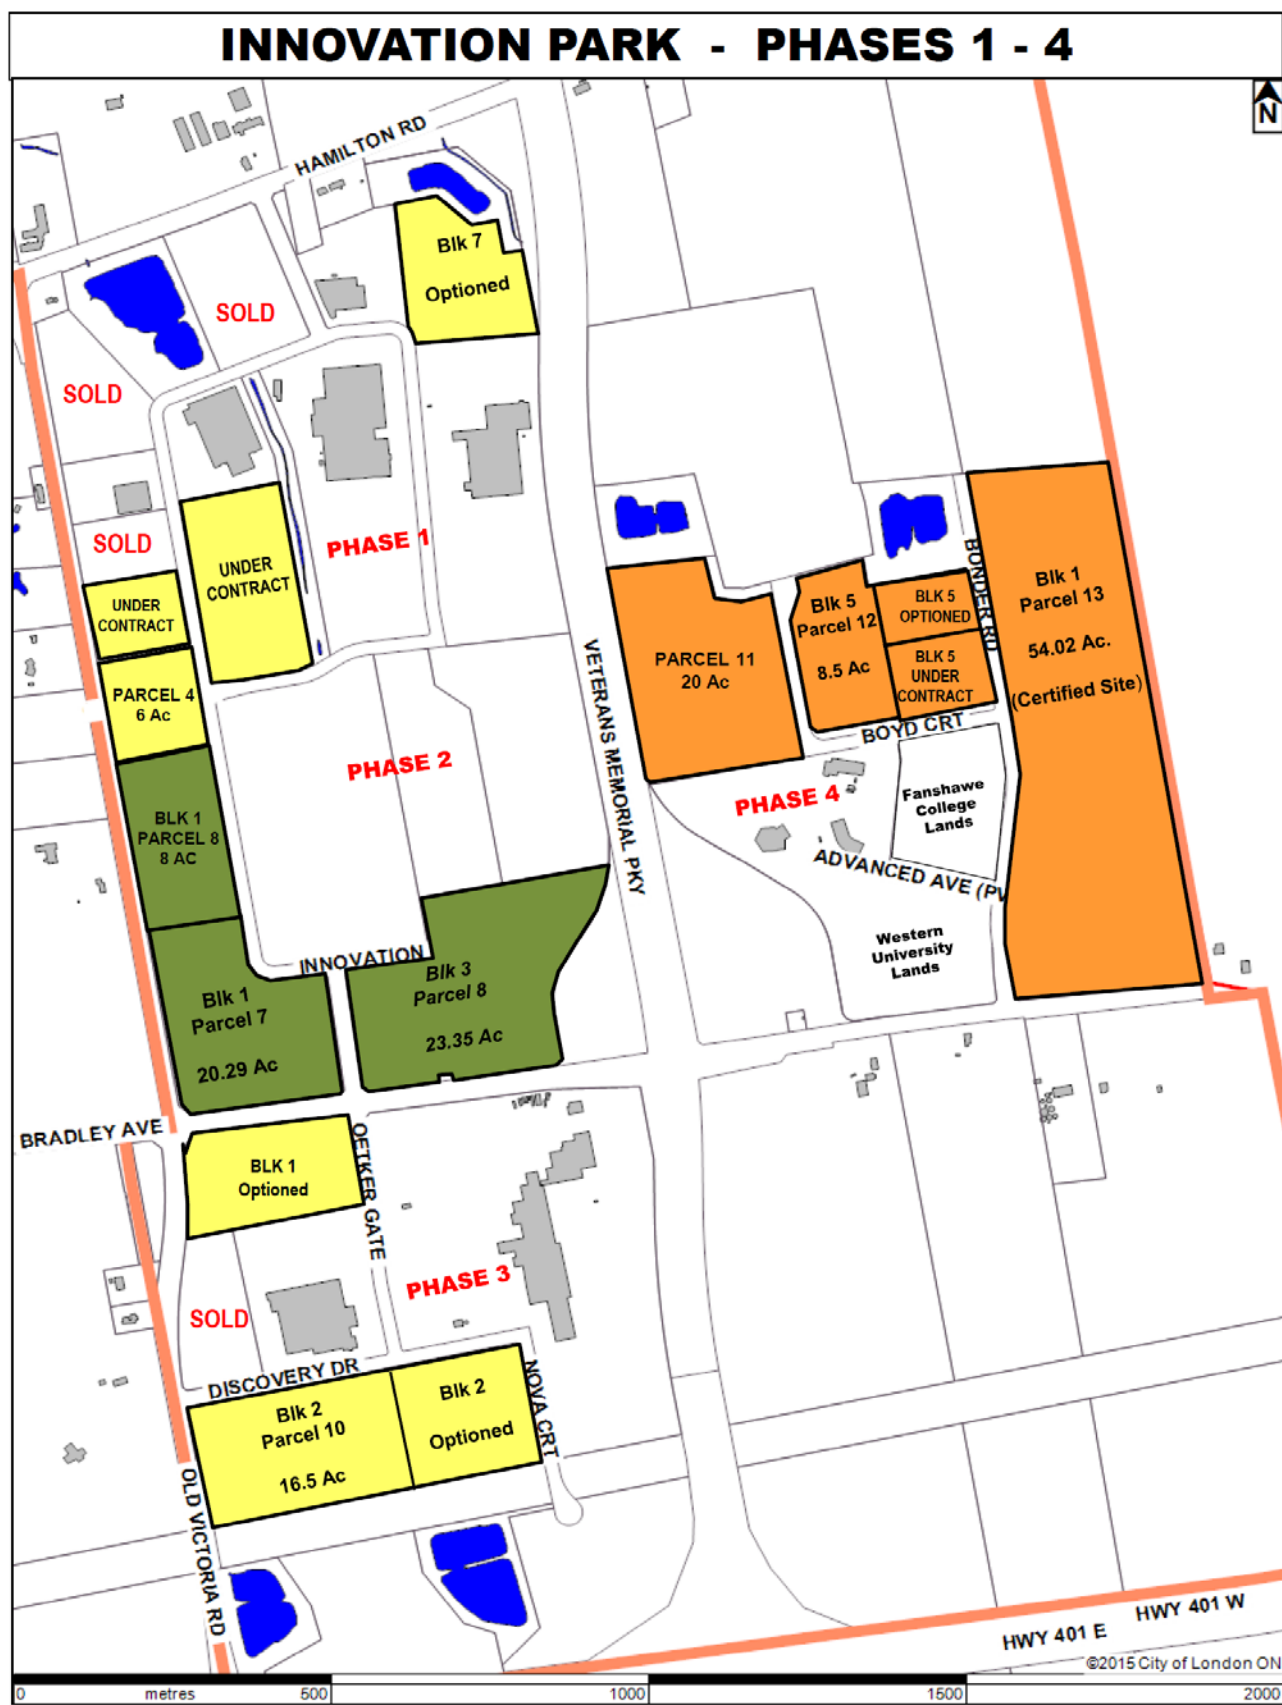 INNOVATION PARK - PHASES 1 - 4
N
HAMILTON RD
Blk 7
Optioned
SOLD
SOLD
SOLD
UNDER
CONTRACT
PHASE 1
UNDER
CONTRACT
PARCEL 4
6 Ac
PHASE 2
BLK 1
PARCEL 8
8 AC
INNOVATION
Blk 1
Parcel 7
20.29 Ac
Blk 3
Parcel 8
23.35 Ac
VETERANS MEMORIAL PKY
PARCEL 11
20 Ac
Blk 5
Parcel 12
8.5 Ac
BLK 5
OPTIONED
BLK 5
UNDER
CONTRACT
BONDER RD
Blk 1
Parcel 13
54.02 Ac.
(Certified Site)
BOYD CRT
PHASE 4
Fanshawe
College
Lands
ADVANCED AVE (PV
Western
University
Lands
BRADLEY AVE
BLK 1
Optioned
OETKER GATE
PHASE 3
SOLD
DISCOVERY DR
Blk 2
Parcel 10
16.5 Ac
Blk 2
Optioned
NOVA CRT
OLD VICTORIA RD
HWY 401 W
HWY 401 E
©2015 City of London ON
0 metres 500 1000 1500 2000